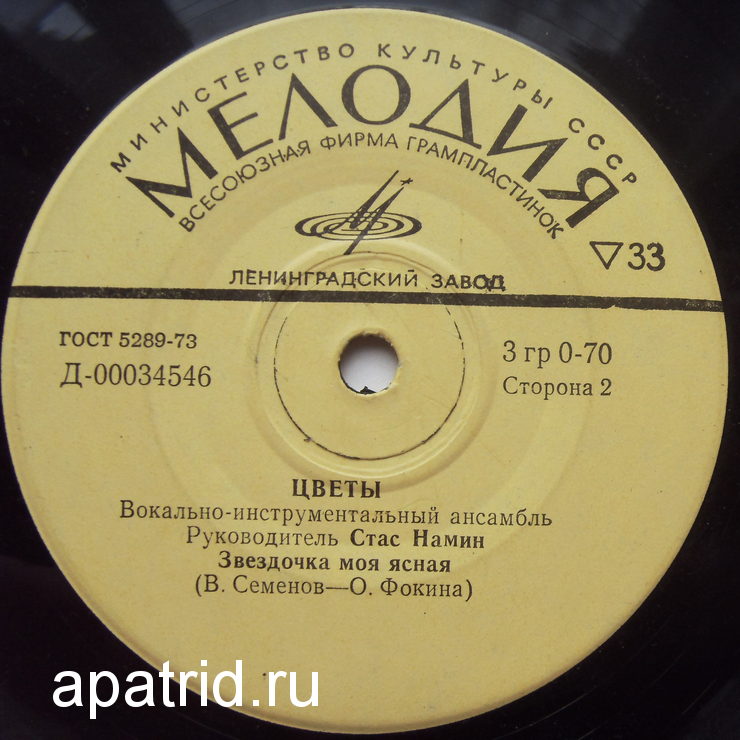 МИНИСТЕРСТВО КУЛЬТУРЫ СССР
МЕЛОДИЯ
ВСЕСОЮЗНАЯ ФИРМА ГРАМПЛАСТИНОК
▽33
ЛЕНИНГРАДСКИЙ ЗАВОД
ГОСТ 5289-73
Д-00034546
3 гр 0-70
Сторона 2
ЦВЕТЫ
Вокально-инструментальный ансамбль
Руководитель Стас Намин
Звездочка моя ясная
(В. Семенов—О. Фокина)
apatrid.ru